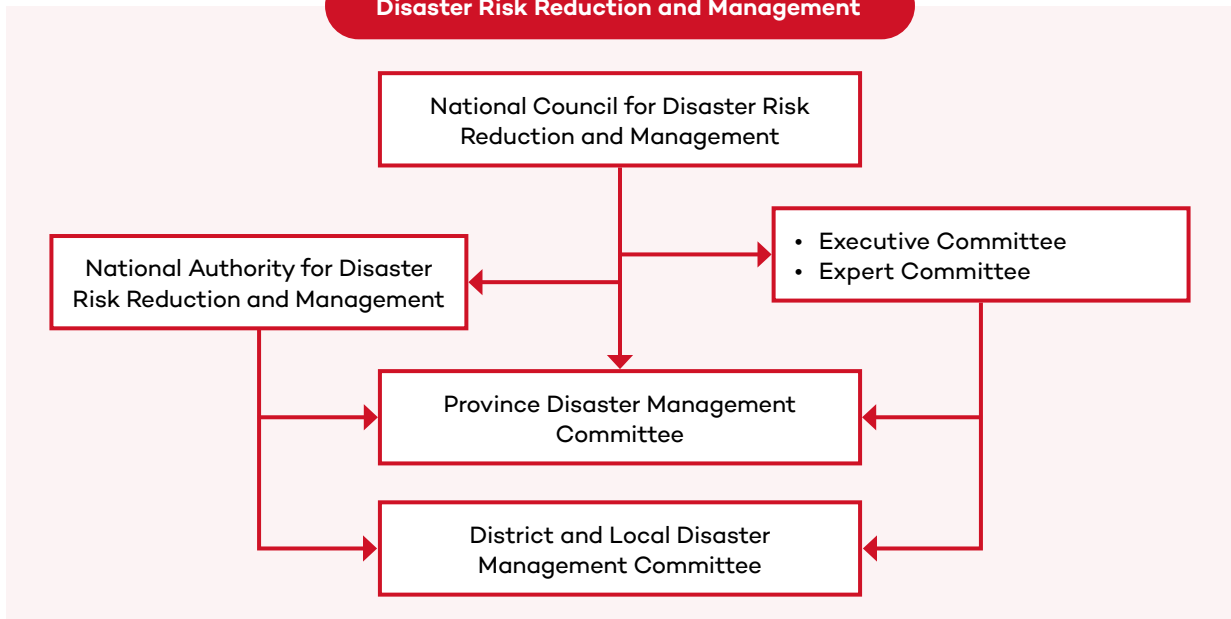 Disaster Risk Reduction and Management
National Council for Disaster Risk
Reduction and Management
• Executive Committee
• Expert Committee
National Authority for Disaster
Risk Reduction and Management
Province Disaster Management
Committee
District and Local Disaster
Management Committee